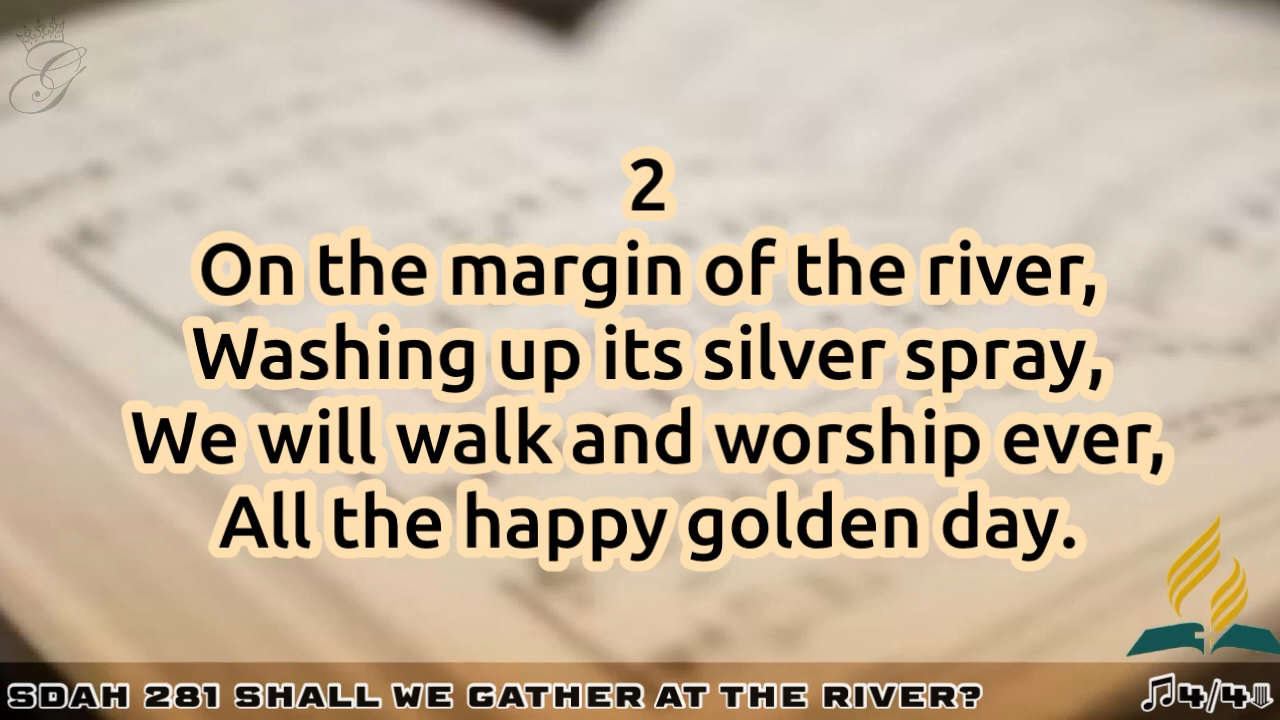 G
2
On the margin of the river,
Washing up its silver spray,
We will walk and worship ever,
All the happy golden day.
SDAH 281 SHALL WE GATHER AT THE RIVER?
4/4